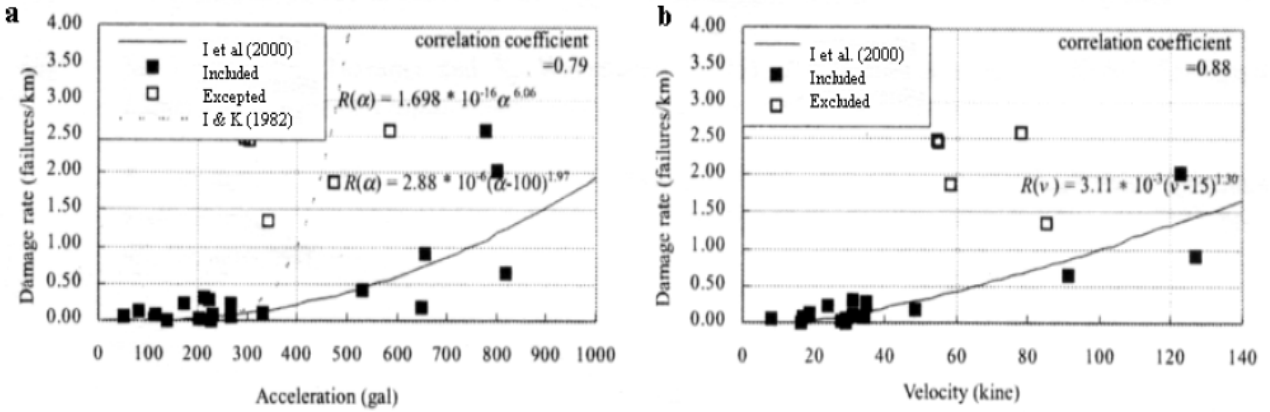 a
4.00
3.50
3.00
2.50
2.00
1.50
1.00
0.50
0.00
Damage rate (failures/km)
I et al (2000)
Included
Excepted
I & K (1982)
correlation coefficient
=0.79
R(α) = 1.698 * 10⁻¹⁶α⁶·⁰⁶
R(α) = 2.88 * 10⁻⁶(α-100)¹·⁹⁷
0 100 200 300 400 500 600 700 800 900 1000
Acceleration (gal)
b
4.00
3.50
3.00
2.50
2.00
1.50
1.00
0.50
0.00
Damage rate (failures/km)
I et al. (2000)
Included
Excluded
correlation coefficient
=0.88
R(v) = 3.11 * 10⁻³(v-15)¹·³⁰
0 20 40 60 80 100 120 140
Velocity (kine)